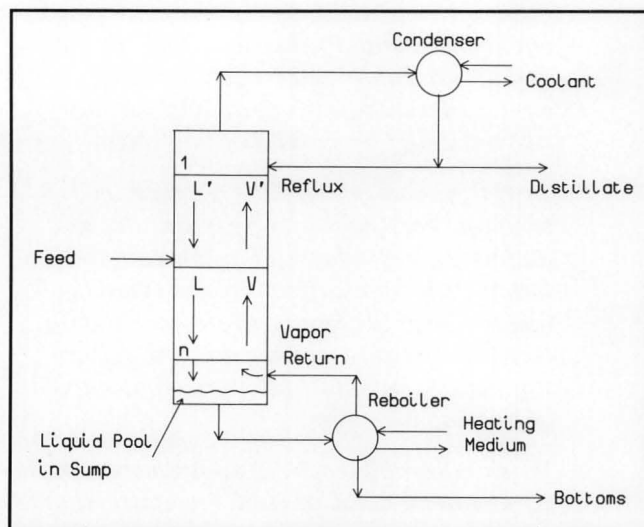 Condenser
Coolant
1
L' V'
Reflux
Distillate
Feed
L V
Vapor
Return
n
Reboiler
Heating
Medium
Liquid Pool
in Sump
Bottoms